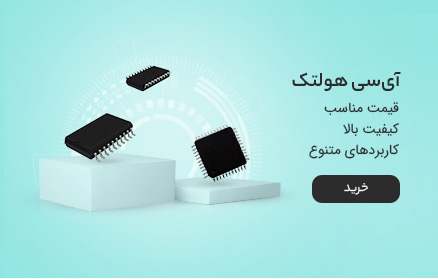 آی‌سی هولتک
قیمت مناسب
کیفیت بالا
کاربردهای متنوع
خرید